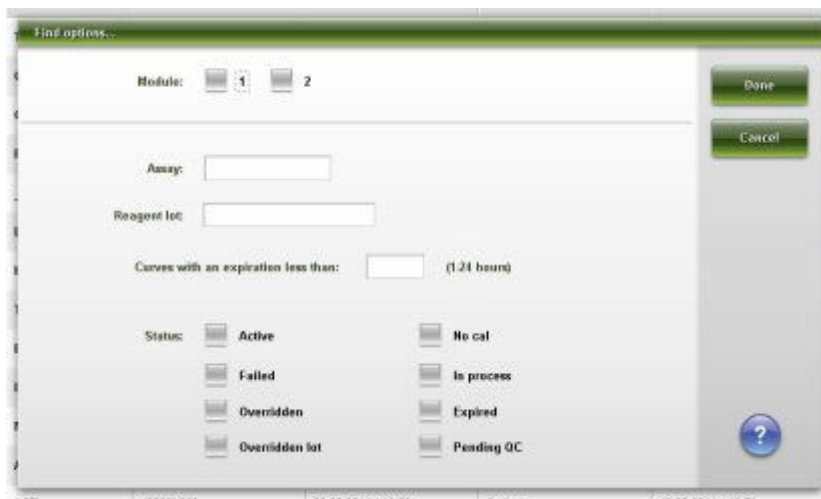 Find options...
Module: 1 2
Done
Cancel
Assay:
Reagent lot:
Curves with an expiration less than: (1-24 hours)
Status: Active No cal
Failed In process
Overridden Expired
Overridden lot Pending QC
?